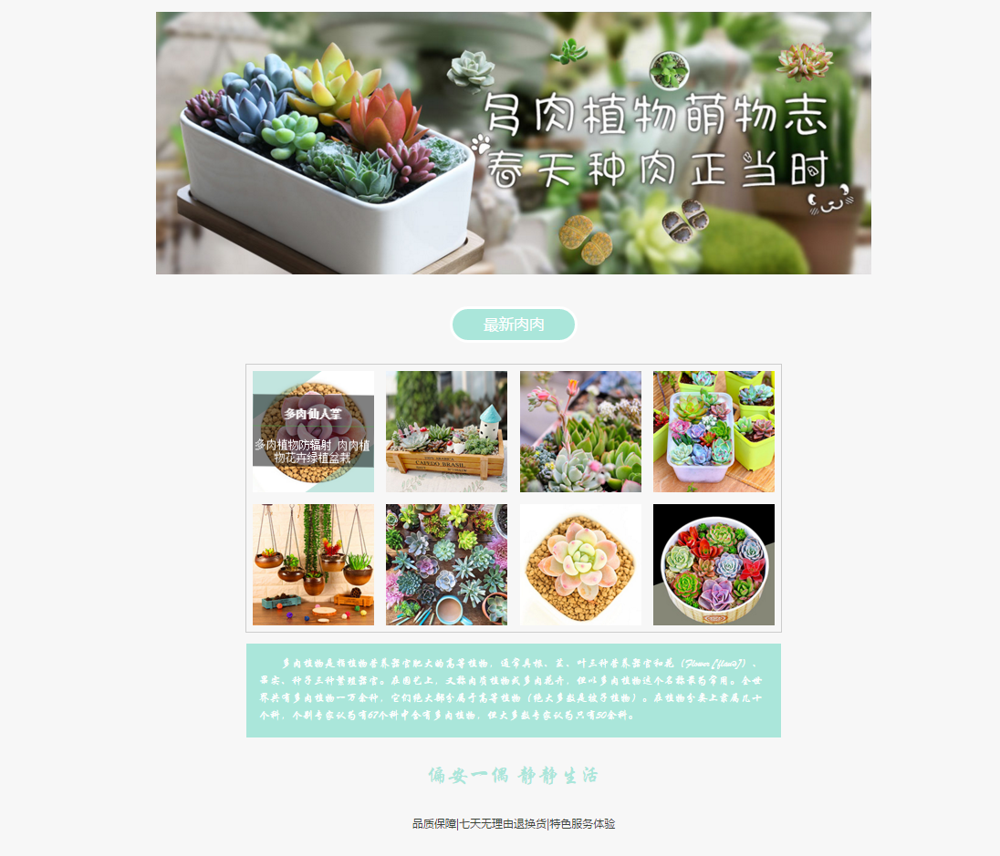 多肉植物萌物志
春天种肉正当时
最新肉肉
多肉仙人掌
多肉植物防辐射 肉肉植
物花卉绿植盆栽
CAPEDO BRASIL
多肉植物是指植物营养器官肥大的高等植物，通常具根、茎、叶三种营养器官和花（Flower [flauə]）、
果实、种子三种繁殖器官。在园艺上，又称肉质植物或多肉花卉，但以多肉植物这个名称最为常用。全世
界共有多肉植物一万余种，它们绝大部分属于高等植物（绝大多数是被子植物）。在植物分类上隶属几十
个科，个别专家认为有67个科中含有多肉植物，但大多数专家认为只有50余科。
偏安一偶 静静生活
品质保障|七天无理由退换货|特色服务体验